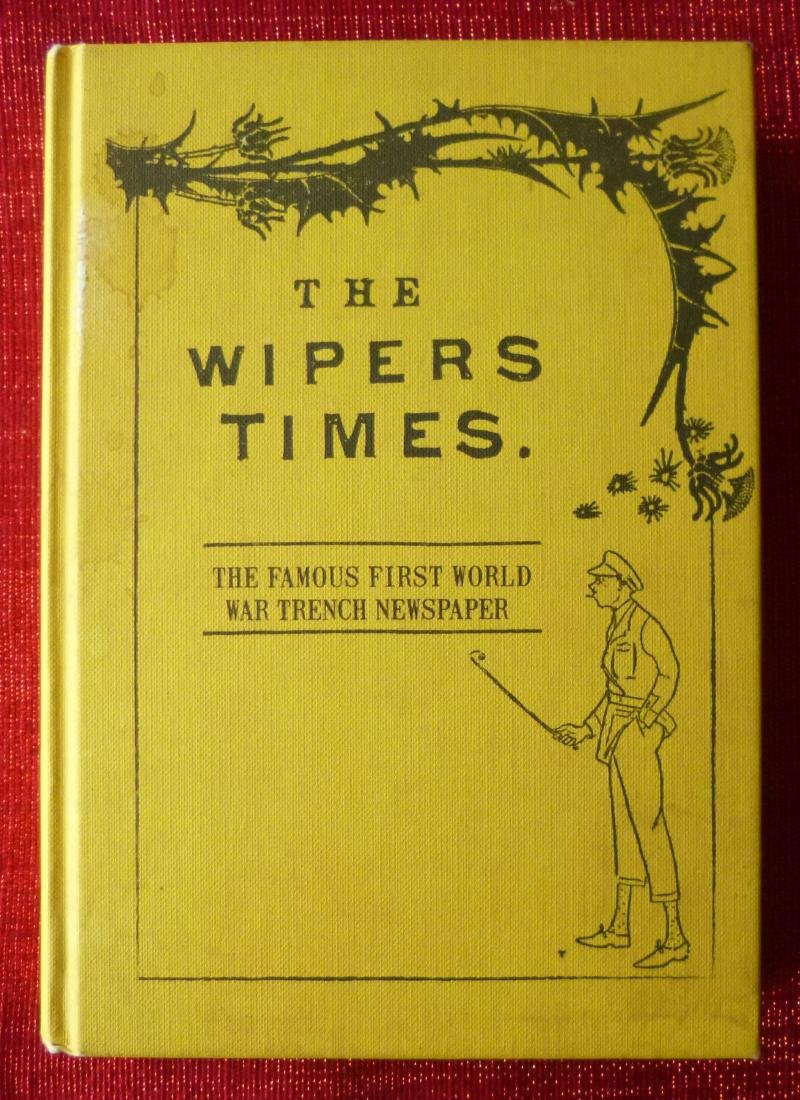 THE
WIPERS
TIMES.
THE FAMOUS FIRST WORLD
WAR TRENCH NEWSPAPER